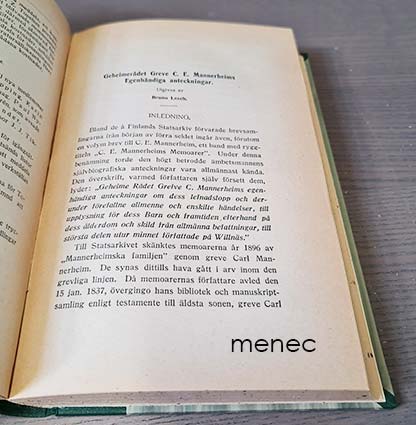 Geheimerådet Greve C. E. Mannerheims
Egenhändiga anteckningar.
Utgivna av
Bruno Lesch.
INLEDNING.
Bland de å Finlands Statsarkiv förvarade brevsam-
lingarna från början av förra seklet ingår, förutom
en volym brev till C. E. Mannerheim, ett band med rygg-
titeln „C. E. Mannerheims Memoarer". Under denna
benämning torde den högt betrodde ämbetsmannens
självbiografiska anteckningar vara allmännast kända.
Den överskrift, varmed författaren själv försett dem,
lyder: „Geheime Rådet Greve C. Mannerheims egen-
händiga anteckningar om dess lefnadslopp och der-
under förefallne allmenne och enskilte händelser, till
upplysning för dess Barn och framtiden efterhand på
dess ålderdom och skild från allmänna befattningar, till
största delen utur minnet författade på Willnäs."
Till Statsarkivet skänktes memoarerna år 1896 av
„Mannerheimska familjen" genom greve Carl Man-
nerheim. De synas dittills hava gått i arv inom den
grevliga linjen. Då memoarernas författare avled den
15 jan. 1837, övergingo hans bibliotek och manuskript-
samling enligt testamente till äldsta sonen, greve Carl
menec